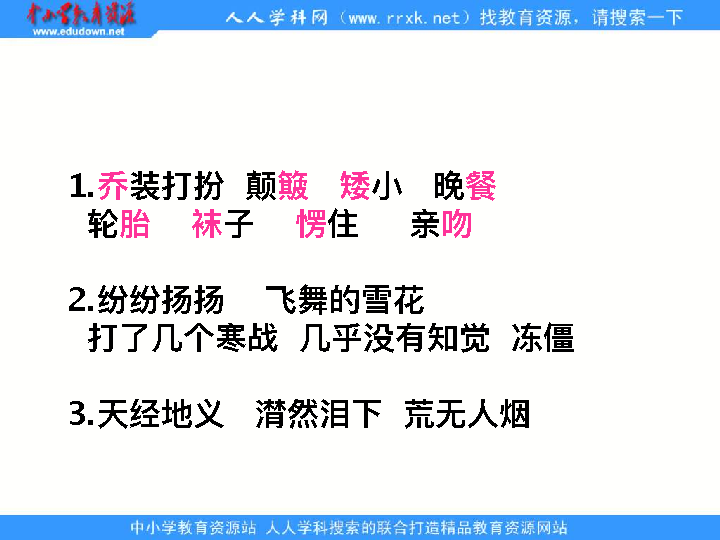 中小学教育资源
www.edudown.net
人人学科网（www.rrxk.net）找教育资源，请搜索一下
1.乔装打扮 颠簸 矮小 晚餐
轮胎 袜子 愣住 亲吻
2.纷纷扬扬 飞舞的雪花
打了几个寒战 几乎没有知觉 冻僵
3.天经地义 潸然泪下 荒无人烟
中小学教育资源站 人人学科搜索的联合打造精品教育资源网站